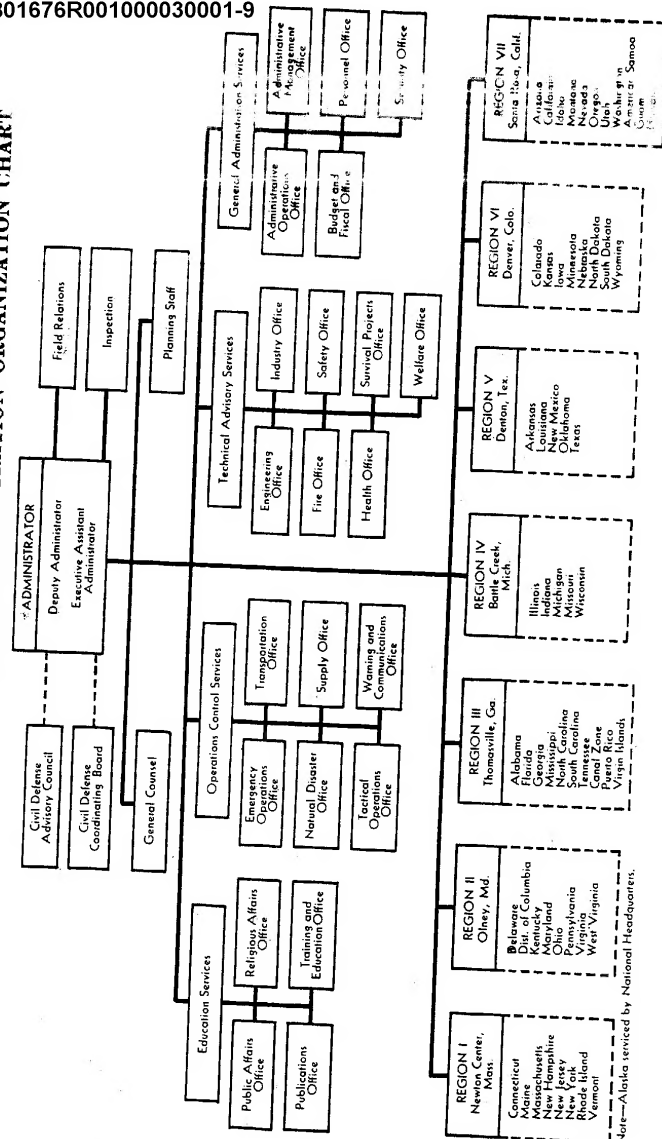 01676R001000030001-9
ORGANIZATION CHART
ADMINISTRATOR
Deputy Administrator
Executive Assistant
Administrator
Civil Defense
Advisory Council
Civil Defense
Coordinating Board
Field Relations
Inspection
General Counsel
Planning Staff
Education Services
Public Affairs
Office
Religious Affairs
Office
Publications
Office
Training and
Education Office
Operations Control Services
Emergency
Operations
Office
Transportation
Office
Natural Disaster
Office
Supply Office
Tactical
Operations
Office
Warning and
Communications
Office
Technical Advisory Services
Engineering
Office
Industry Office
Fire Office
Safety Office
Health Office
Survival Projects
Office
Welfare Office
General Administration Services
Administrative
Operations
Office
Administrative
Management
Office
Budget and
Fiscal Office
Personnel Office
Security Office
REGION I
Newton Center,
Mass.
Connecticut
Maine
Massachusetts
New Hampshire
New Jersey
New York
Rhode Island
Vermont
REGION II
Olney, Md.
Delaware
Dist. of Columbia
Kentucky
Maryland
Ohio
Pennsylvania
Virginia
West Virginia
REGION III
Thomasville, Ga.
Alabama
Florida
Georgia
Mississippi
North Carolina
South Carolina
Tennessee
Canal Zone
Puerto Rico
Virgin Islands
REGION IV
Battle Creek,
Mich.
Illinois
Indiana
Michigan
Missouri
Wisconsin
REGION V
Denton, Tex.
Arkansas
Louisiana
New Mexico
Oklahoma
Texas
REGION VI
Denver, Colo.
Colorado
Kansas
Iowa
Minnesota
Nebraska
North Dakota
South Dakota
Wyoming
REGION VII
Santa Rosa, Calif.
Arizona
California
Idaho
Montana
Nevada
Oregon
Utah
Washington
American Samoa
Guam
Note—Alaska serviced by National Headquarters.